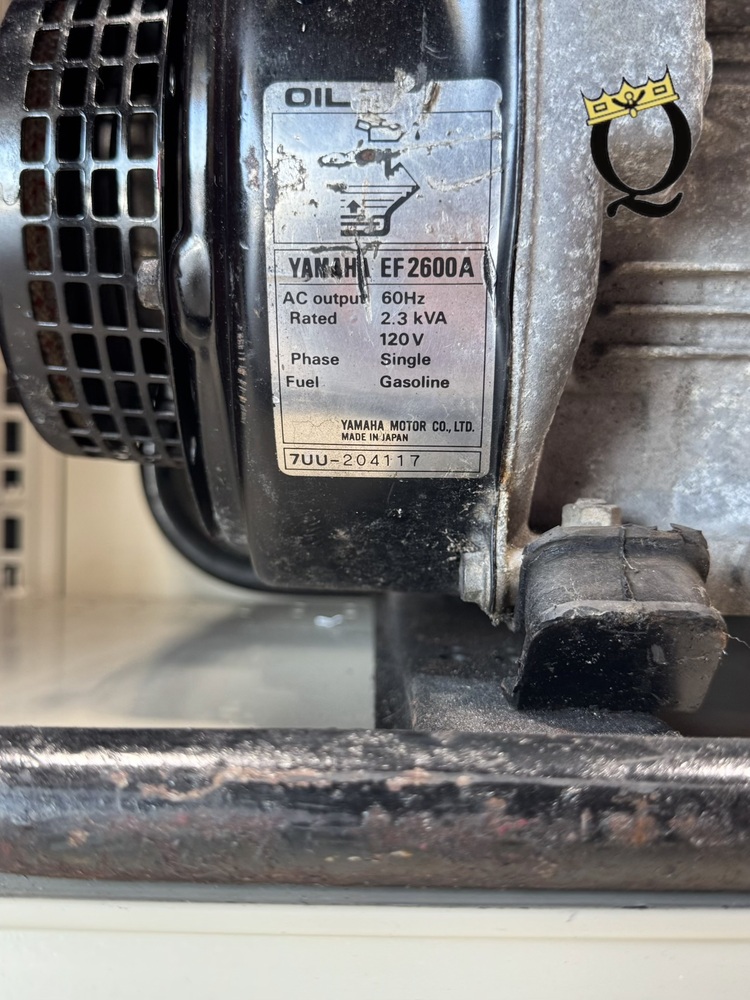 OIL
YAMAHA EF2600A
AC output 60Hz
Rated 2.3 kVA
120 V
Phase Single
Fuel Gasoline
YAMAHA MOTOR CO., LTD.
MADE IN JAPAN
7UU-204117
Q